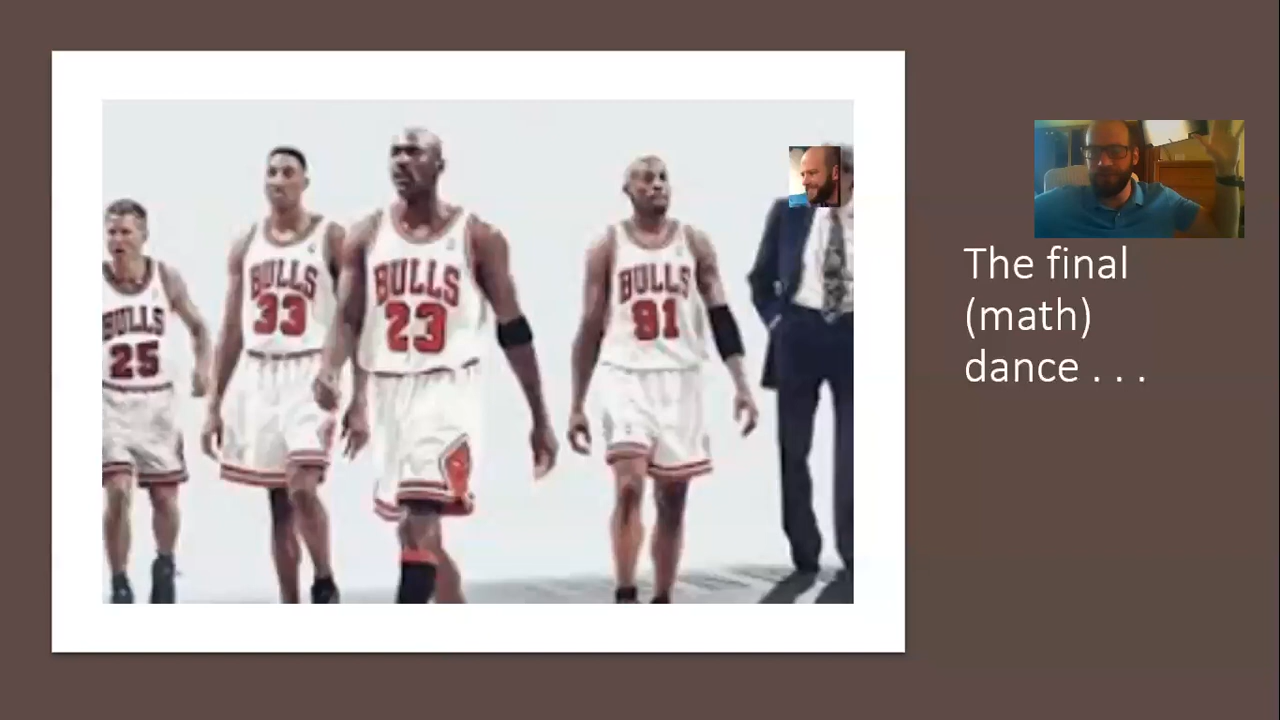 BULLS
25
BULLS
33
BULLS
23
BULLS
91
The final
(math)
dance . . .